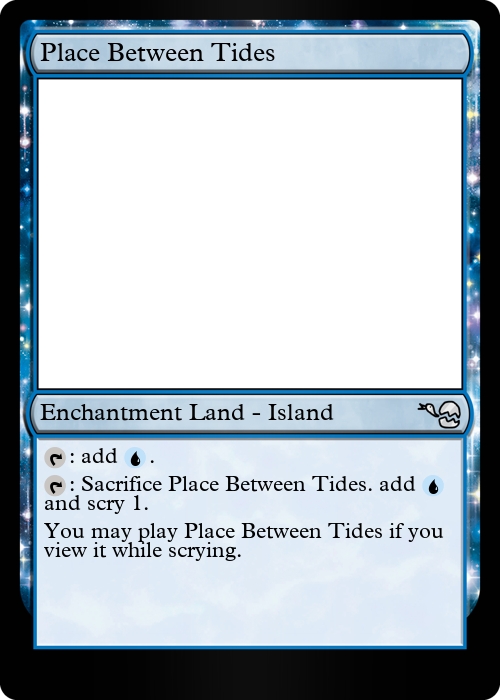 Place Between Tides
Enchantment Land - Island
: add .
: Sacrifice Place Between Tides. add
and scry 1.
You may play Place Between Tides if you
view it while scrying.